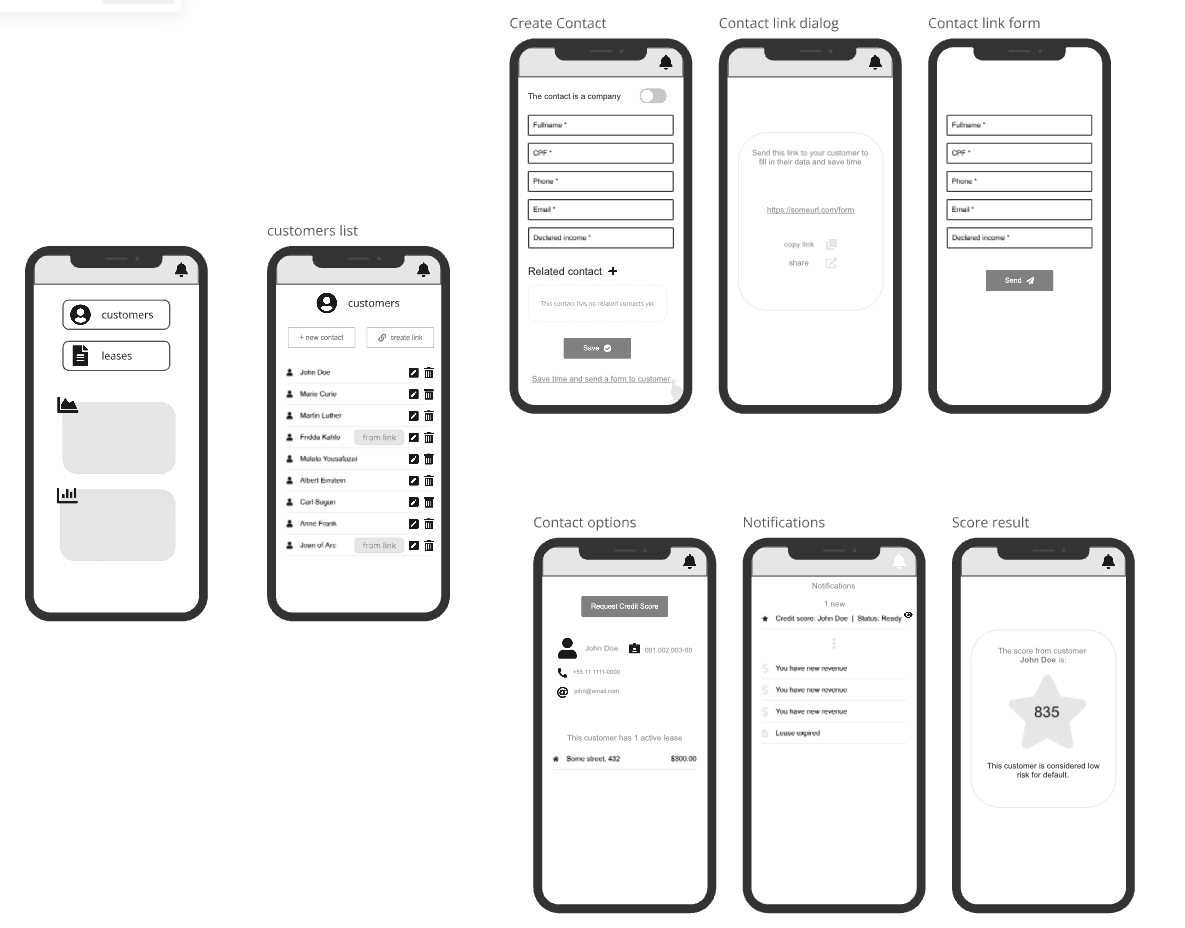 Create Contact
The contact is a company
Fullname *
CPF *
Phone *
Email *
Declared income *
Related contact
This contact has no related contacts yet.
Save
Save time and send a form to customer
Contact link dialog
Send this link to your customer to
fill in their data and save time
https://someurl.com/form
copy link
share
Contact link form
Fullname *
CPF *
Phone *
Email *
Declared income *
Send
customers
leases
customers list
customers
+ new contact
create link
John Doe
Marie Curie
Martin Luther
Fridda Kahlo from link
Malala Yousafzai
Albert Einstein
Carl Sagan
Anne Frank
Joan of Arc from link
Contact options
Request Credit Score
John Doe 001.002.003-00
+55 11 1111-0000
john@email.com
This customer has 1 active lease
Some street, 432 $300.00
Notifications
Notifications
1 new
Credit score: John Doe | Status: Ready
You have new revenue
You have new revenue
You have new revenue
Lease expired
Score result
The score from customer
John Doe is:
835
This customer is considered low
risk for default.